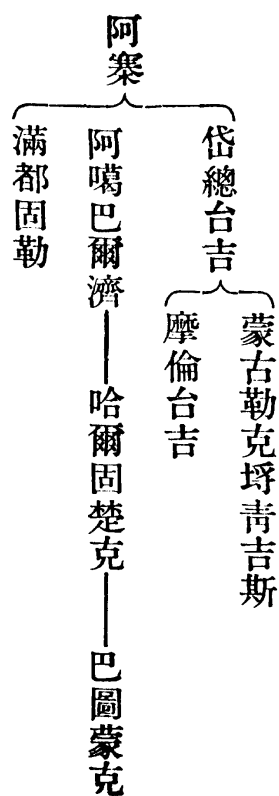 阿寨
岱總台吉
蒙古勒克埒靑吉斯
摩倫台吉
阿噶巴爾濟
哈爾固楚克
巴圖蒙克
滿都固勒